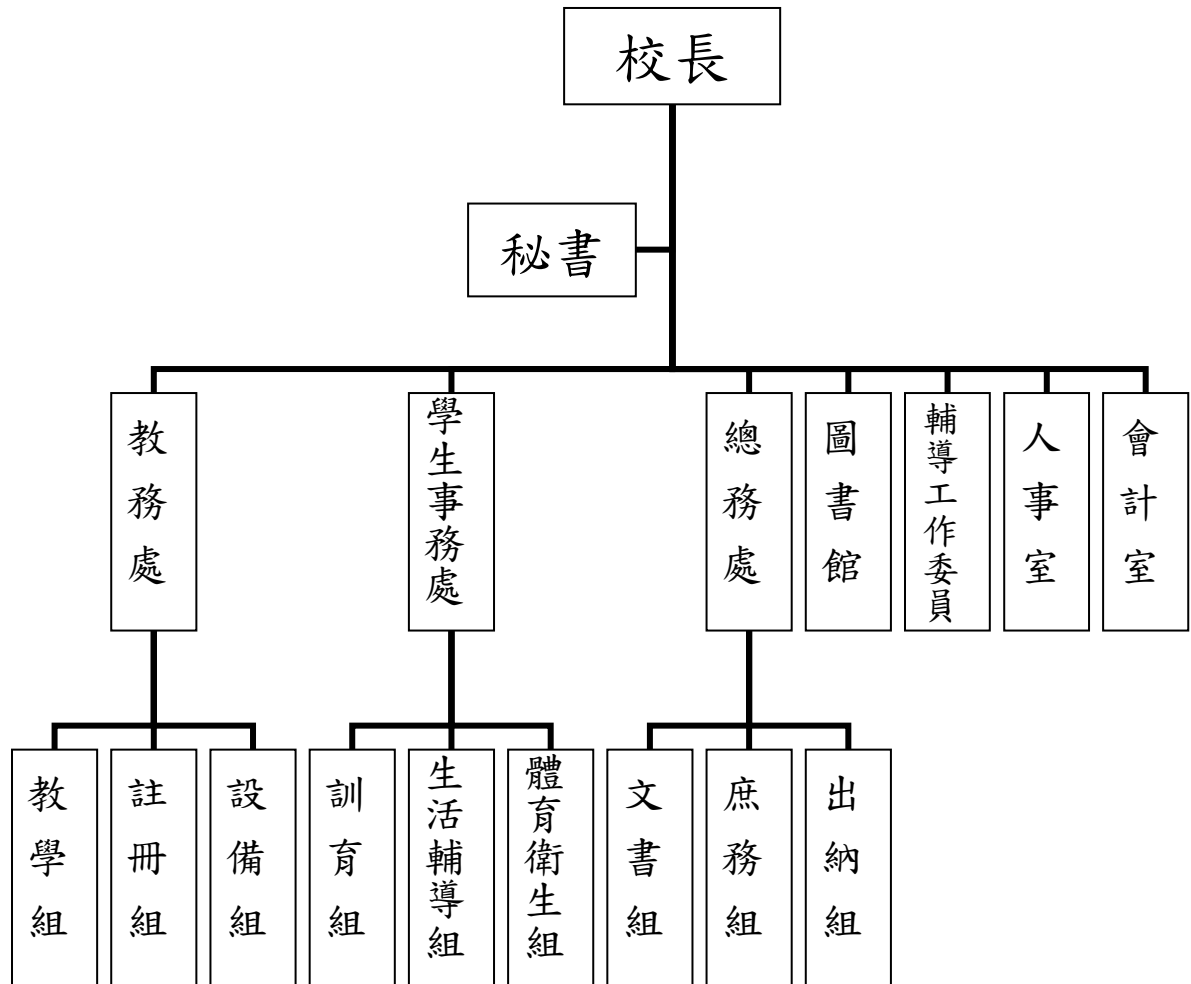 校長
秘書
教務處
學生事務處
總務處
圖書館
輔導工作委員
人事室
會計室
教學組
註冊組
設備組
訓育組
生活輔導組
體育衛生組
文書組
庶務組
出納組